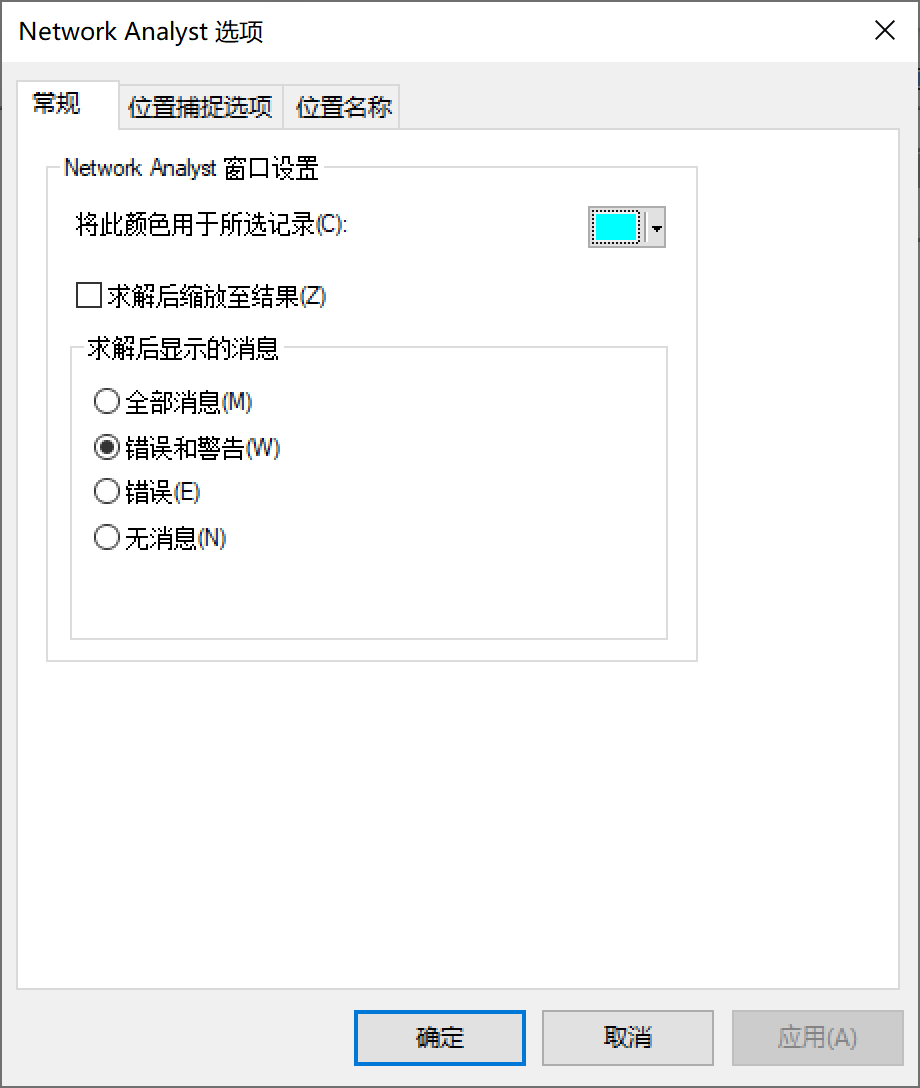 Network Analyst 选项
常规 位置捕捉选项 位置名称
Network Analyst 窗口设置
将此颜色用于所选记录(C):
求解后缩放至结果(Z)
求解后显示的消息
全部消息(M)
错误和警告(W)
错误(E)
无消息(N)
确定 取消 应用(A)